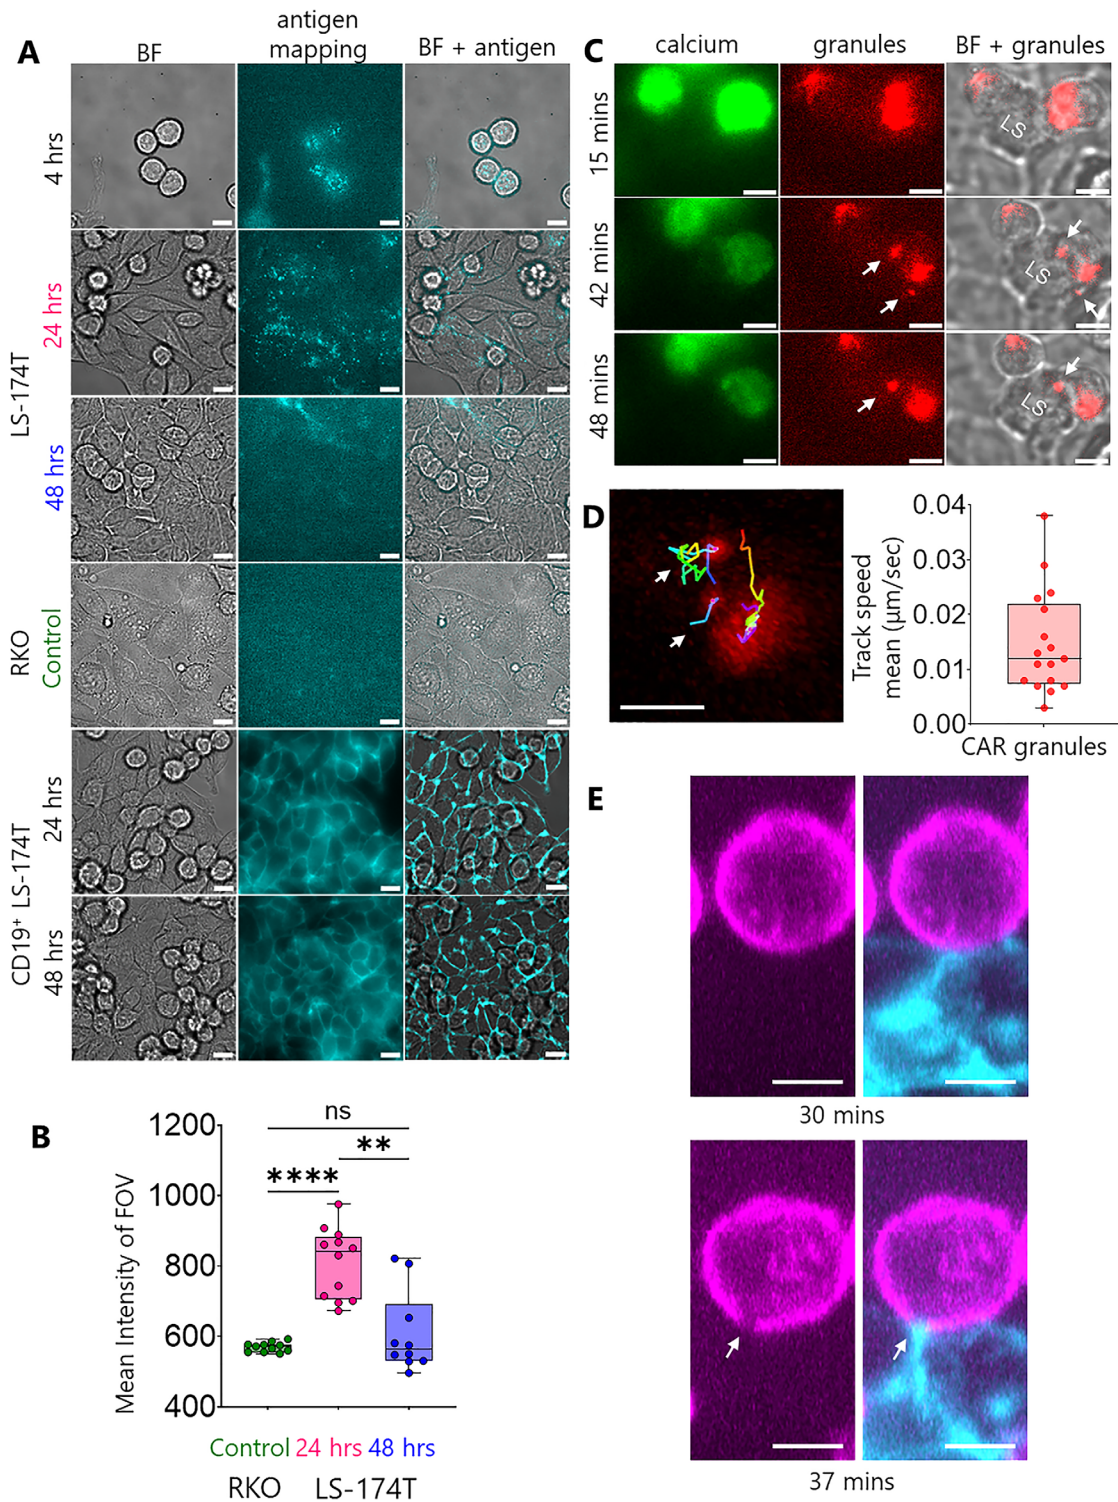 A
BF
antigen
mapping
BF + antigen
4 hrs
24 hrs
48 hrs
LS-174T
Control
RKO
24 hrs
48 hrs
CD19⁺ LS-174T
B
Mean Intensity of FOV
1200
1000
800
600
400
ns
**
****
Control 24 hrs 48 hrs
RKO LS-174T
C
calcium
granules
BF + granules
15 mins
42 mins
48 mins
LS
LS
LS
D
Track speed
mean (µm/sec)
0.04
0.03
0.02
0.01
0.00
CAR granules
E
30 mins
37 mins